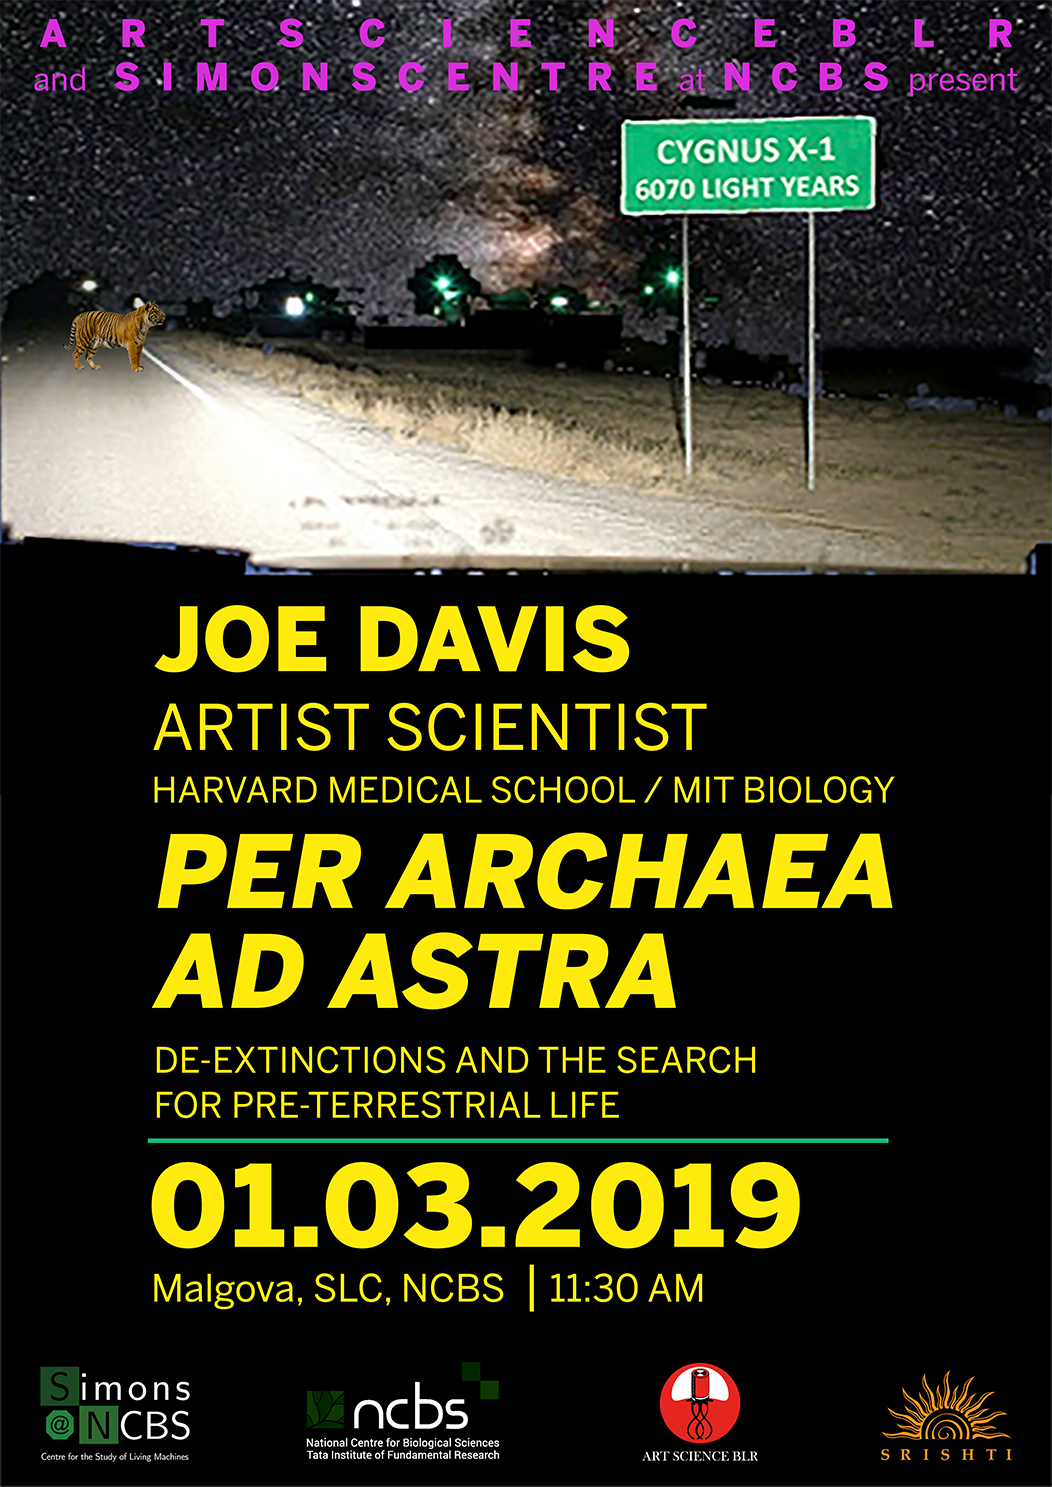 ARTSCIENCEBLR
and SIMONSCENTRE at NCBS present
CYGNUS X-1
6070 LIGHT YEARS
JOE DAVIS
ARTIST SCIENTIST
HARVARD MEDICAL SCHOOL / MIT BIOLOGY
PER ARCHAEA
AD ASTRA
DE-EXTINCTIONS AND THE SEARCH
FOR PRE-TERRESTRIAL LIFE
01.03.2019
Malgova, SLC, NCBS | 11:30 AM
Simons
@NCBS
Centre for the Study of Living Machines
ncbs
National Centre for Biological Sciences
Tata Institute of Fundamental Research
ART SCIENCE BLR
SRISHTI